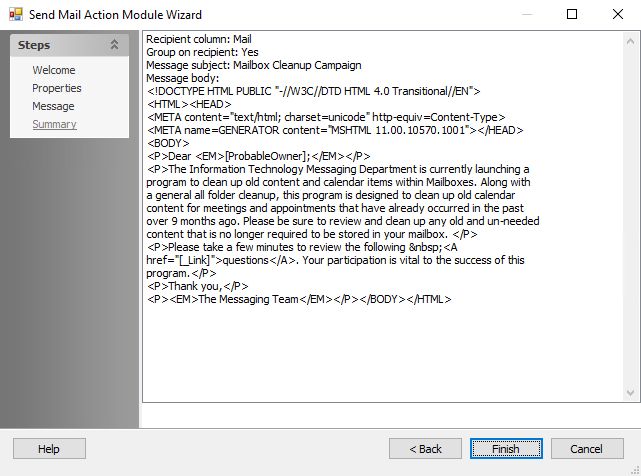 Send Mail Action Module Wizard
Steps
Welcome
Properties
Message
Summary
Recipient column: Mail
Group on recipient: Yes
Message subject: Mailbox Cleanup Campaign
Message body:
<!DOCTYPE HTML PUBLIC "-//W3C//DTD HTML 4.0 Transitional//EN">
<HTML><HEAD>
<META content="text/html; charset=unicode" http-equiv=Content-Type>
<META name=GENERATOR content="MSHTML 11.00.10570.1001"></HEAD>
<BODY>
<P>Dear <EM>[ProbableOwner];</EM></P>
<P>The Information Technology Messaging Department is currently launching a
program to clean up old content and calendar items within Mailboxes. Along with
a general all folder cleanup, this program is designed to clean up old calendar
content for meetings and appointments that have already occurred in the past
over 9 months ago. Please be sure to review and clean up any old and un-needed
content that is no longer required to be stored in your mailbox. </P>
<P>Please take a few minutes to review the following &nbsp;<A
href="[_Link]">questions</A>. Your participation is vital to the success of this
program.</P>
<P>Thank you,</P>
<P><EM>The Messaging Team</EM></P></BODY></HTML>
Help
< Back
Finish
Cancel